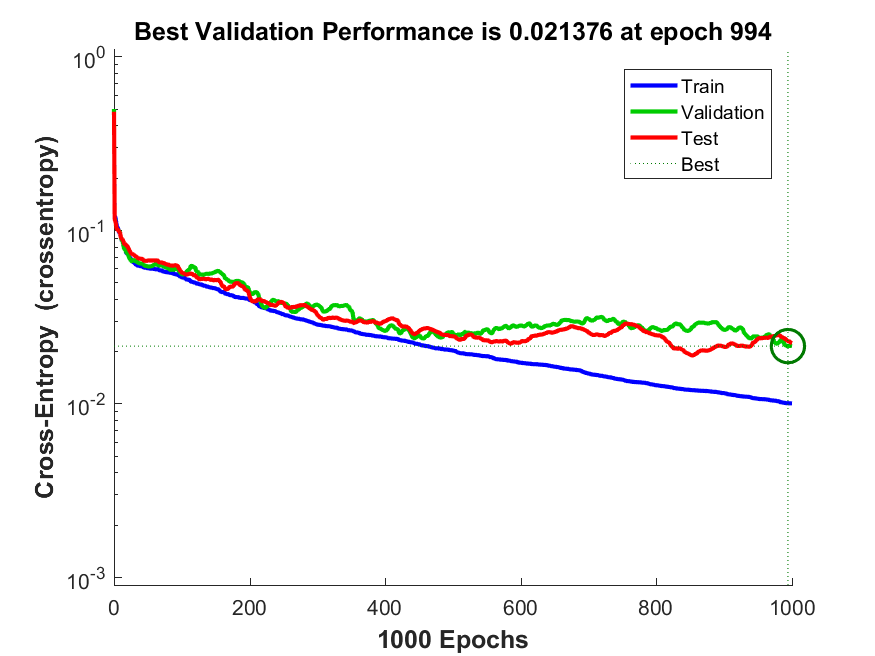 Best Validation Performance is 0.021376 at epoch 994
10^0
10^-1
10^-2
10^-3
Cross-Entropy (crossentropy)
Train
Validation
Test
Best
0 200 400 600 800 1000
1000 Epochs